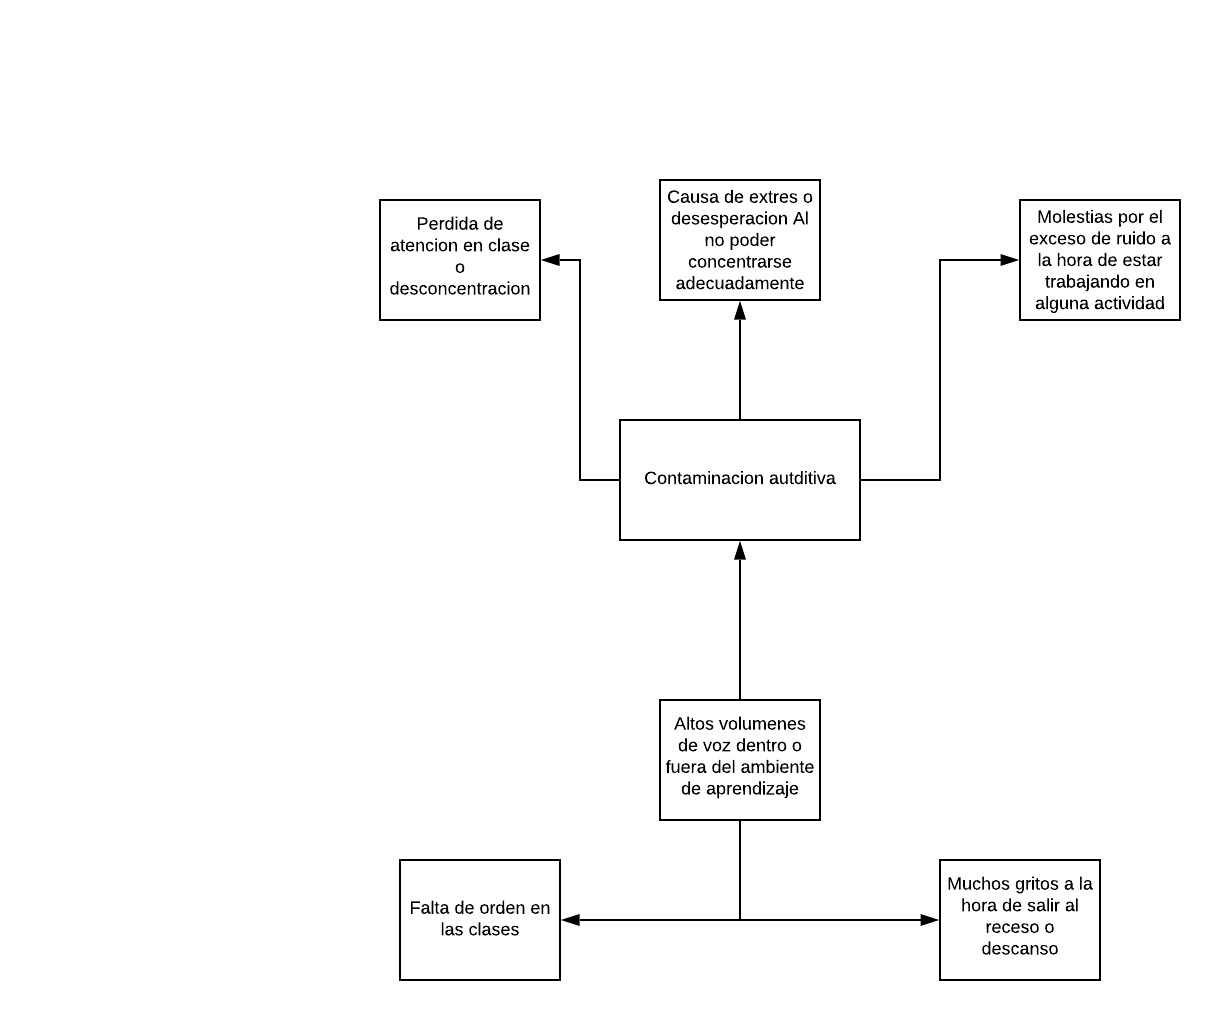 Perdida de
atencion en clase
o
desconcentracion
Causa de extres o
desesperacion Al
no poder
concentrarse
adecuadamente
Molestias por el
exceso de ruido a
la hora de estar
trabajando en
alguna actividad
Contaminacion autditiva
Altos volumenes
de voz dentro o
fuera del ambiente
de aprendizaje
Falta de orden en
las clases
Muchos gritos a la
hora de salir al
receso o
descanso